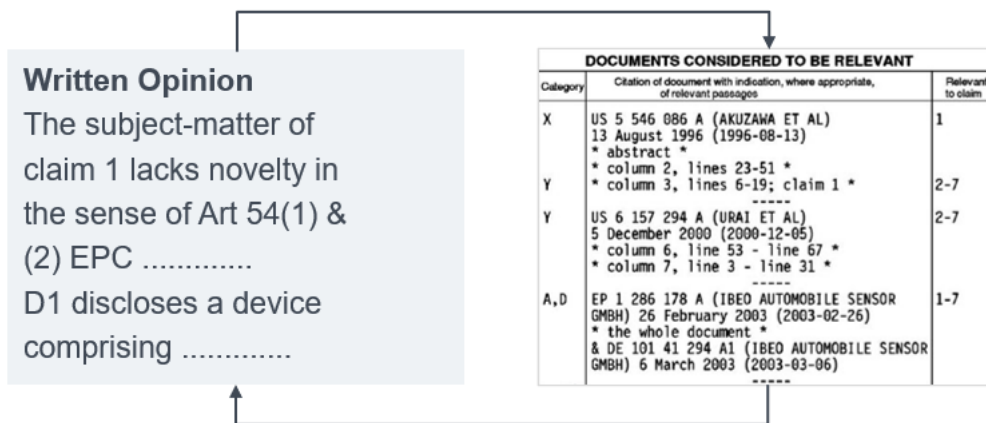 Written Opinion
The subject-matter of
claim 1 lacks novelty in
the sense of Art 54(1) &
(2) EPC .............
D1 discloses a device
comprising .............
DOCUMENTS CONSIDERED TO BE RELEVANT
Category
Citation of document with indication, where appropriate,
of relevant passages
Relevant
to claim
X US 5 546 086 A (AKUZAWA ET AL) 1
13 August 1996 (1996-08-13)
* abstract *
* column 2, lines 23-51 *
Y * column 3, lines 6-19; claim 1 * 2-7
-----
Y US 6 157 294 A (URAI ET AL) 2-7
5 December 2000 (2000-12-05)
* column 6, line 53 - line 67 *
* column 7, line 3 - line 31 *
-----
A,D EP 1 286 178 A (IBEO AUTOMOBILE SENSOR 1-7
GMBH) 26 February 2003 (2003-02-26)
* the whole document *
& DE 101 41 294 A1 (IBEO AUTOMOBILE SENSOR
GMBH) 6 March 2003 (2003-03-06)
-----